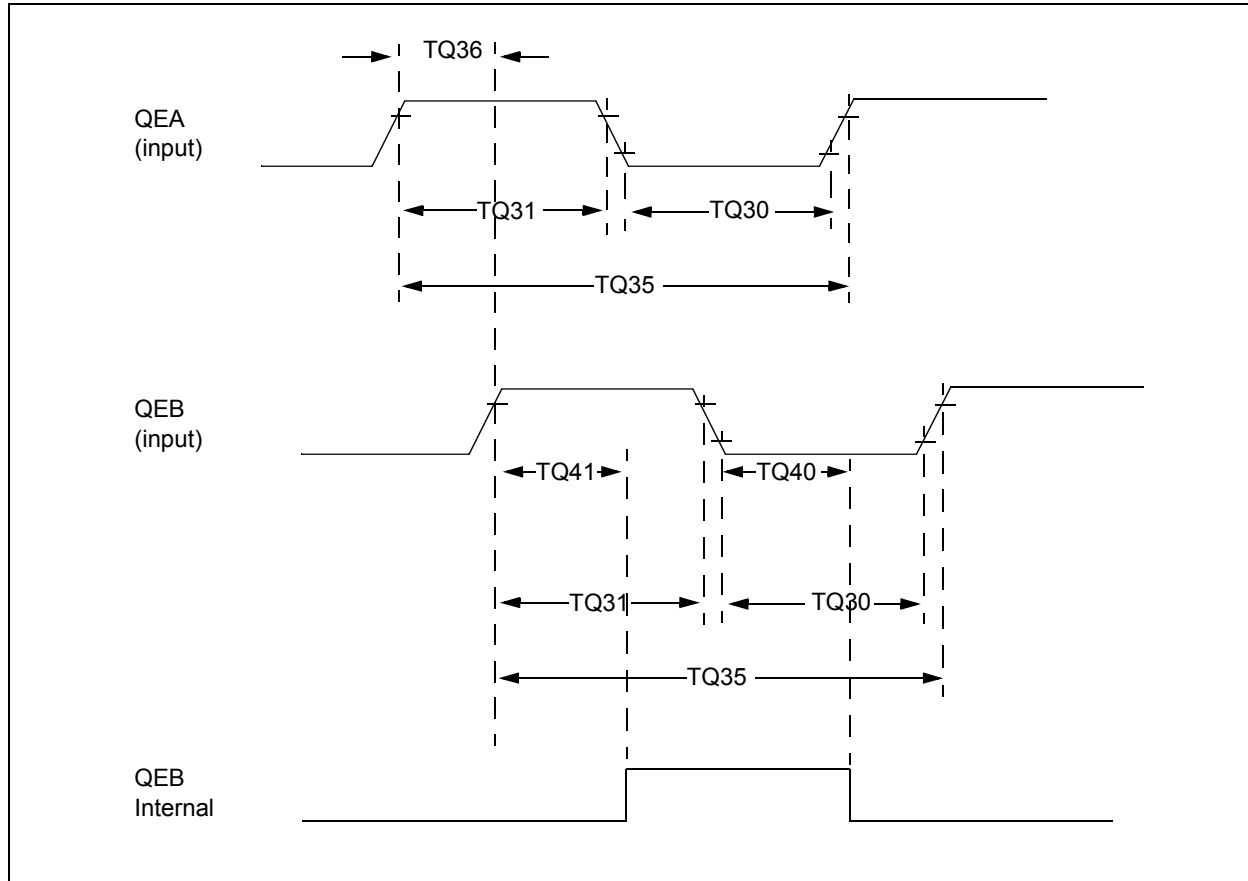 TQ36
QEA
(input)
TQ31
TQ30
TQ35
QEB
(input)
TQ41
TQ40
TQ31
TQ30
TQ35
QEB
Internal